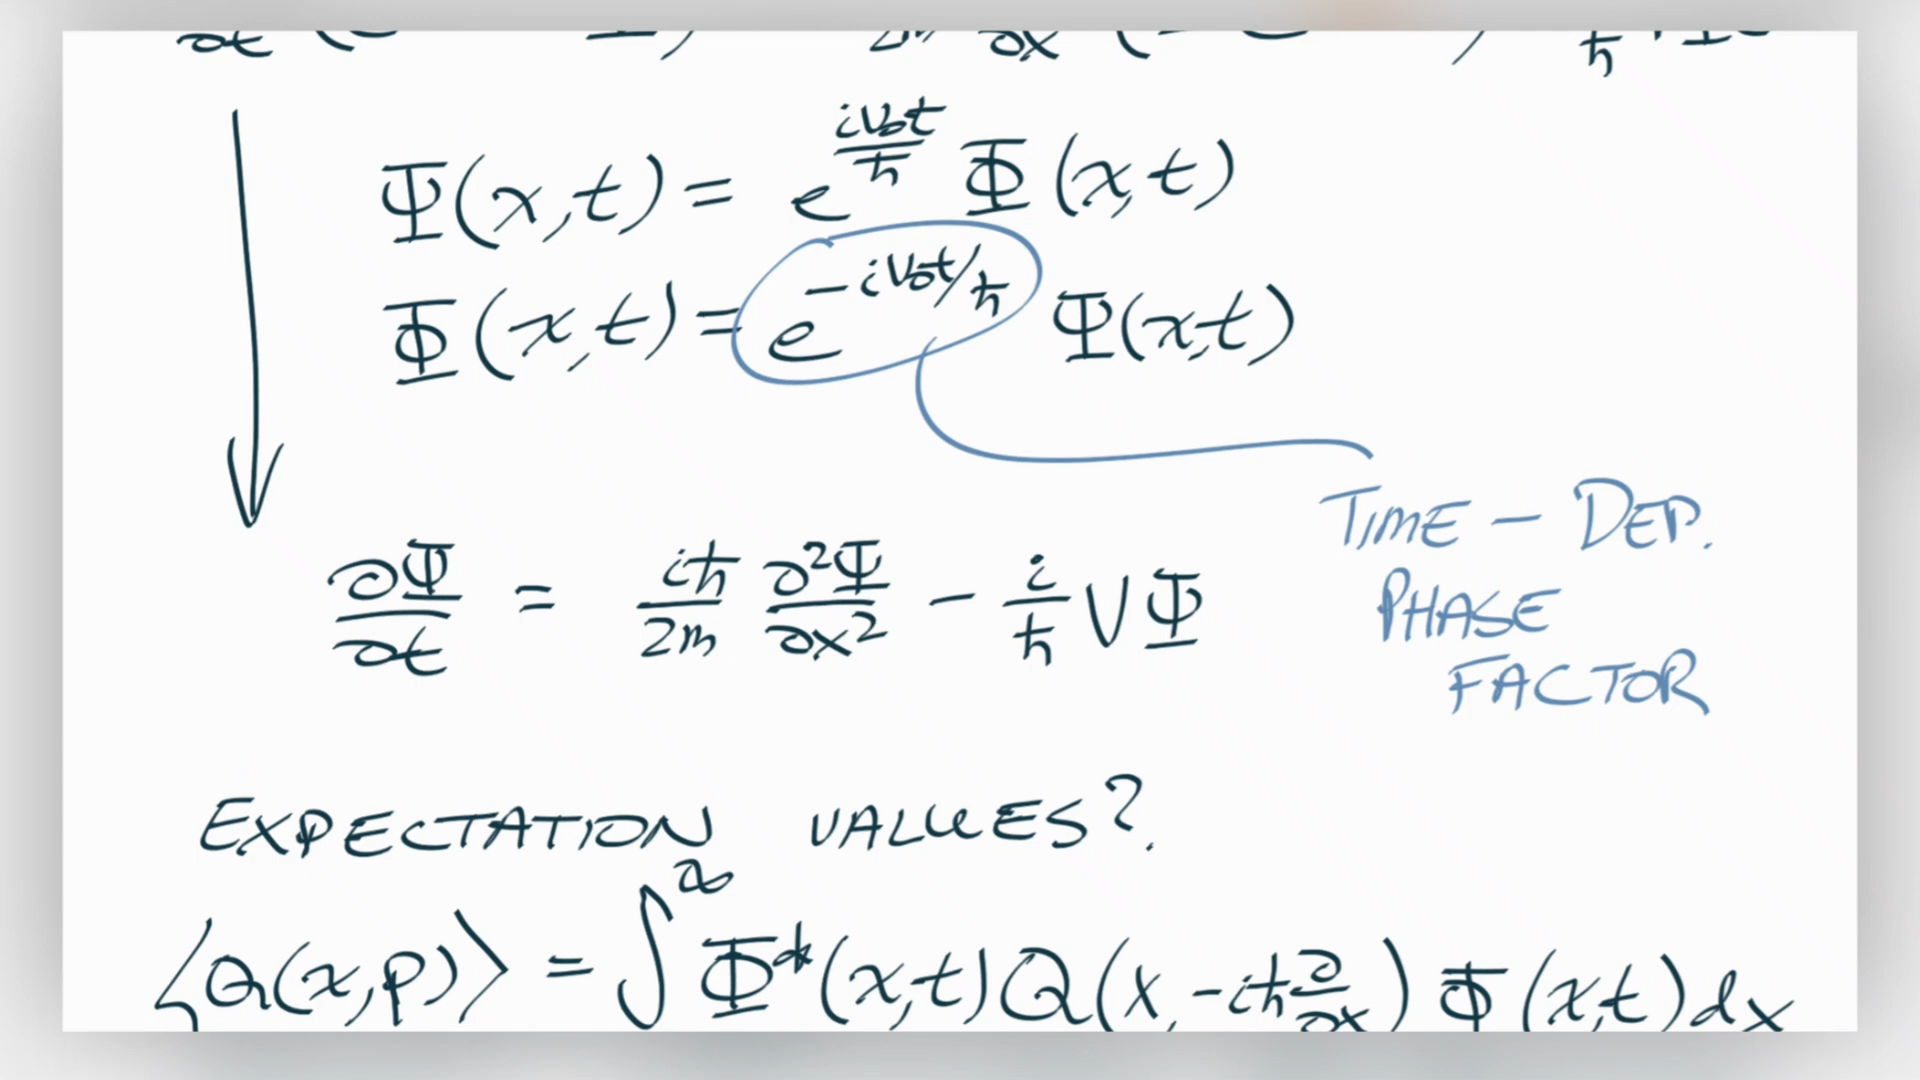 Ψ(x,t) = e^{iV₀t/ħ} Φ(x,t)
Φ(x,t) = e^{-iV₀t/ħ} Ψ(x,t)
TIME - DEP.
PHASE
FACTOR
∂Ψ/∂t = iħ/2m ∂²Ψ/∂x² - i/ħ VΨ
EXPECTATION VALUES?
⟨Q(x,p)⟩ = ∫^∞ Φ*(x,t) Q(x, -iħ ∂/∂x) Φ(x,t) dx